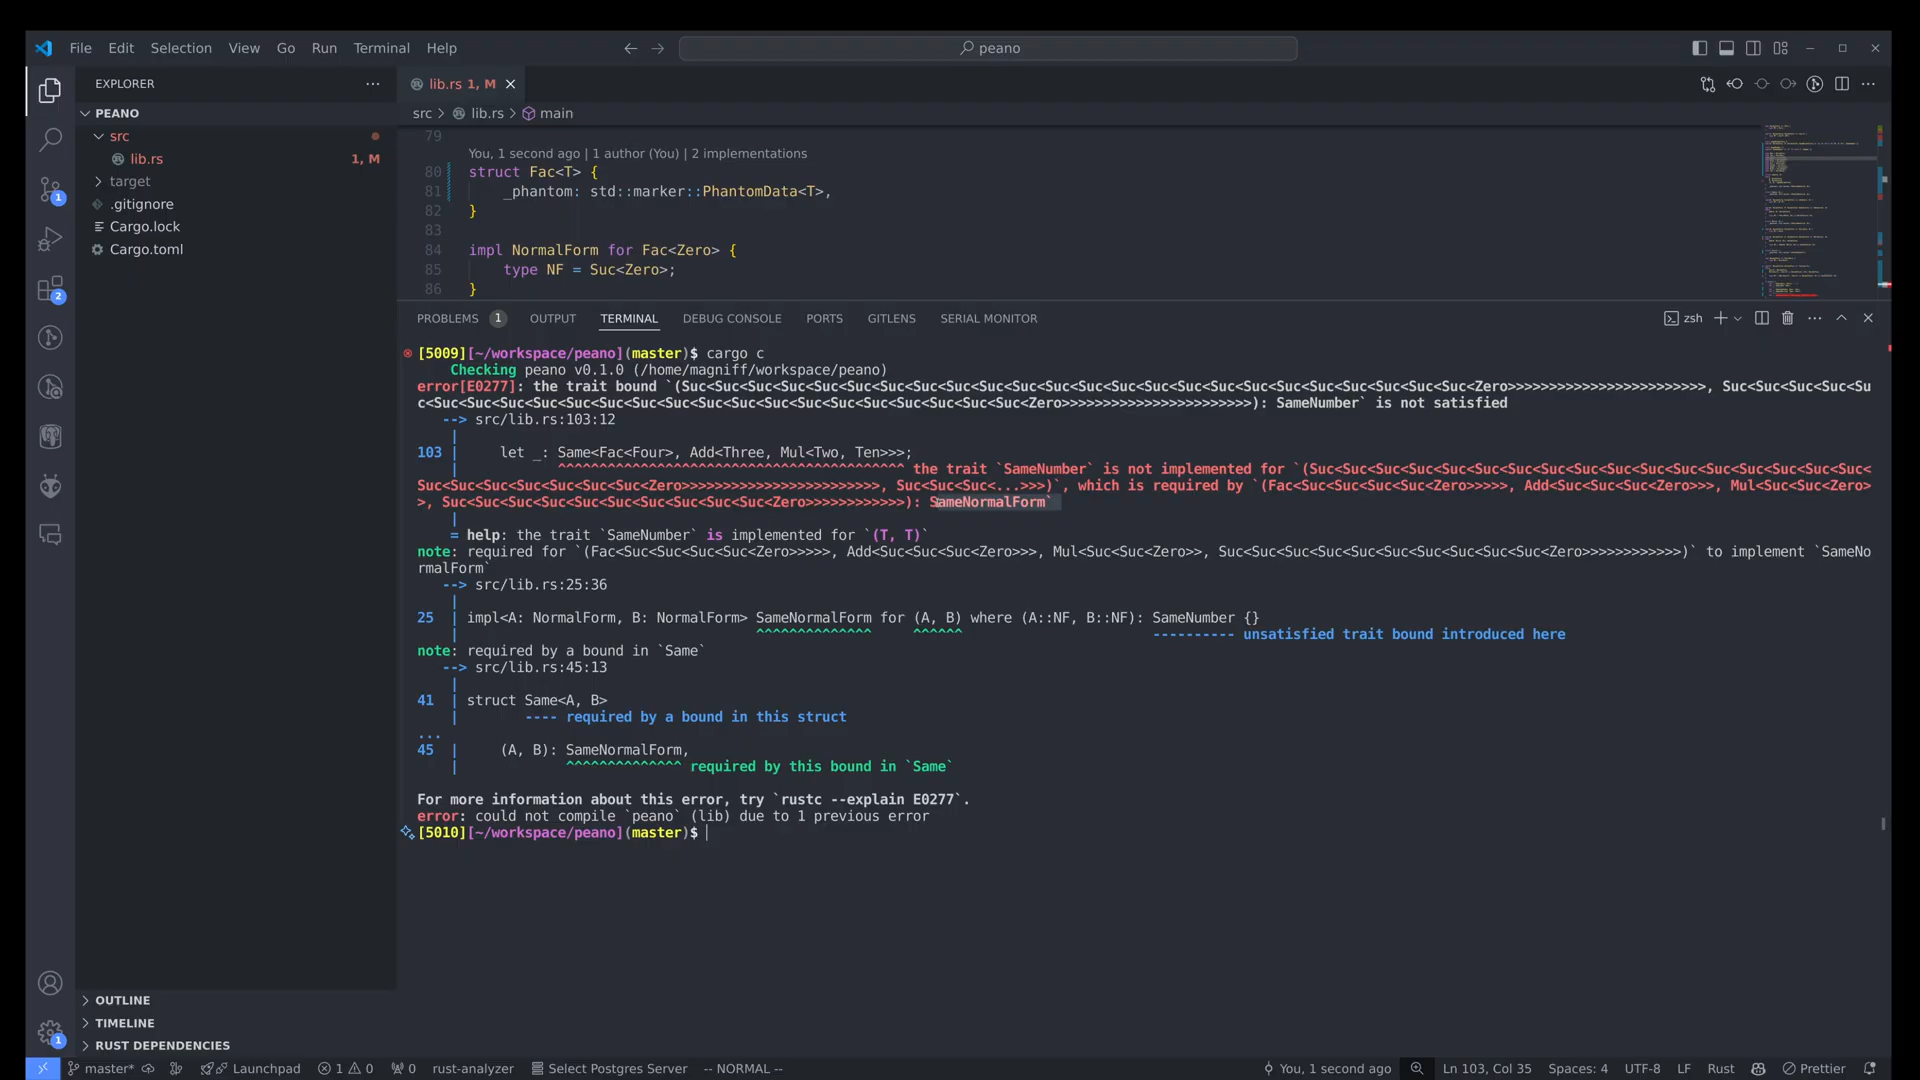 File Edit Selection View Go Run Terminal Help
peano
EXPLORER
PEANO
src
lib.rs 1, M
target
.gitignore
Cargo.lock
Cargo.toml
OUTLINE
TIMELINE
RUST DEPENDENCIES
lib.rs 1, M
src > lib.rs > main
79
You, 1 second ago | 1 author (You) | 2 implementations
80 struct Fac<T> {
81 _phantom: std::marker::PhantomData<T>,
82 }
83
84 impl NormalForm for Fac<Zero> {
85 type NF = Suc<Zero>;
86 }
PROBLEMS 1 OUTPUT TERMINAL DEBUG CONSOLE PORTS GITLENS SERIAL MONITOR zsh
[5009][~/workspace/peano](master)$ cargo c
Checking peano v0.1.0 (/home/magniff/workspace/peano)
error[E0277]: the trait bound `(Suc<Suc<Suc<Suc<Suc<Suc<Suc<Suc<Suc<Suc<Suc<Suc<Suc<Suc<Suc<Suc<Suc<Suc<Suc<Suc<Suc<Suc<Suc<Suc<Zero>>>>>>>>>>>>>>>>>>>>>>>>, Suc<Suc<Suc<Suc<Su
c<Suc<Suc<Suc<Suc<Suc<Suc<Suc<Suc<Suc<Suc<Suc<Suc<Suc<Suc<Suc<Suc<Suc<Suc<Zero>>>>>>>>>>>>>>>>>>>>>>>): SameNumber` is not satisfied
--> src/lib.rs:103:12
|
103 | let _: Same<Fac<Four>, Add<Three, Mul<Two, Ten>>>;
| ^^^^^^^^^^^^^^^^^^^^^^^^^^^^^^^^^^^^^^^^^^ the trait `SameNumber` is not implemented for `(Suc<Suc<Suc<Suc<Suc<Suc<Suc<Suc<Suc<Suc<Suc<Suc<Suc<Suc<Suc<Suc<Suc<
Suc<Suc<Suc<Suc<Suc<Suc<Suc<Zero>>>>>>>>>>>>>>>>>>>>>>>>, Suc<Suc<Suc<...>>>)`, which is required by `(Fac<Suc<Suc<Suc<Suc<Zero>>>>>, Add<Suc<Suc<Suc<Zero>>>, Mul<Suc<Suc<Zero>
>, Suc<Suc<Suc<Suc<Suc<Suc<Suc<Suc<Suc<Suc<Zero>>>>>>>>>>>>): SameNormalForm`
|
= help: the trait `SameNumber` is implemented for `(T, T)`
note: required for `(Fac<Suc<Suc<Suc<Suc<Zero>>>>>, Add<Suc<Suc<Suc<Zero>>>, Mul<Suc<Suc<Zero>>, Suc<Suc<Suc<Suc<Suc<Suc<Suc<Suc<Suc<Suc<Zero>>>>>>>>>>>>)` to implement `SameNo
rmalForm`
--> src/lib.rs:25:36
|
25 | impl<A: NormalForm, B: NormalForm> SameNormalForm for (A, B) where (A::NF, B::NF): SameNumber {}
| ^^^^^^^^^^^^^^ ^^^^^^ ---------- unsatisfied trait bound introduced here
note: required by a bound in `Same`
--> src/lib.rs:45:13
|
41 | struct Same<A, B>
| ---- required by a bound in this struct
...
45 | (A, B): SameNormalForm,
| ^^^^^^^^^^^^^^ required by this bound in `Same`
For more information about this error, try `rustc --explain E0277`.
error: could not compile `peano` (lib) due to 1 previous error
[5010][~/workspace/peano](master)$
master* Launchpad 1 0 0 rust-analyzer Select Postgres Server -- NORMAL -- You, 1 second ago Ln 103, Col 35 Spaces: 4 UTF-8 LF Rust Prettier